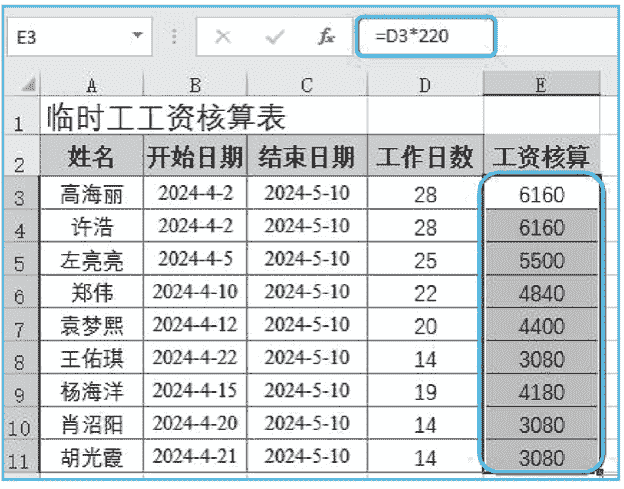 E3 fx =D3*220
A B C D E
1 临时工工资核算表
2 姓名 开始日期 结束日期 工作日数 工资核算
3 高海丽 2024-4-2 2024-5-10 28 6160
4 许浩 2024-4-2 2024-5-10 28 6160
5 左亮亮 2024-4-5 2024-5-10 25 5500
6 郑伟 2024-4-10 2024-5-10 22 4840
7 袁梦熙 2024-4-12 2024-5-10 20 4400
8 王佑琪 2024-4-22 2024-5-10 14 3080
9 杨海洋 2024-4-15 2024-5-10 19 4180
10 肖沼阳 2024-4-20 2024-5-10 14 3080
11 胡光霞 2024-4-21 2024-5-10 14 3080